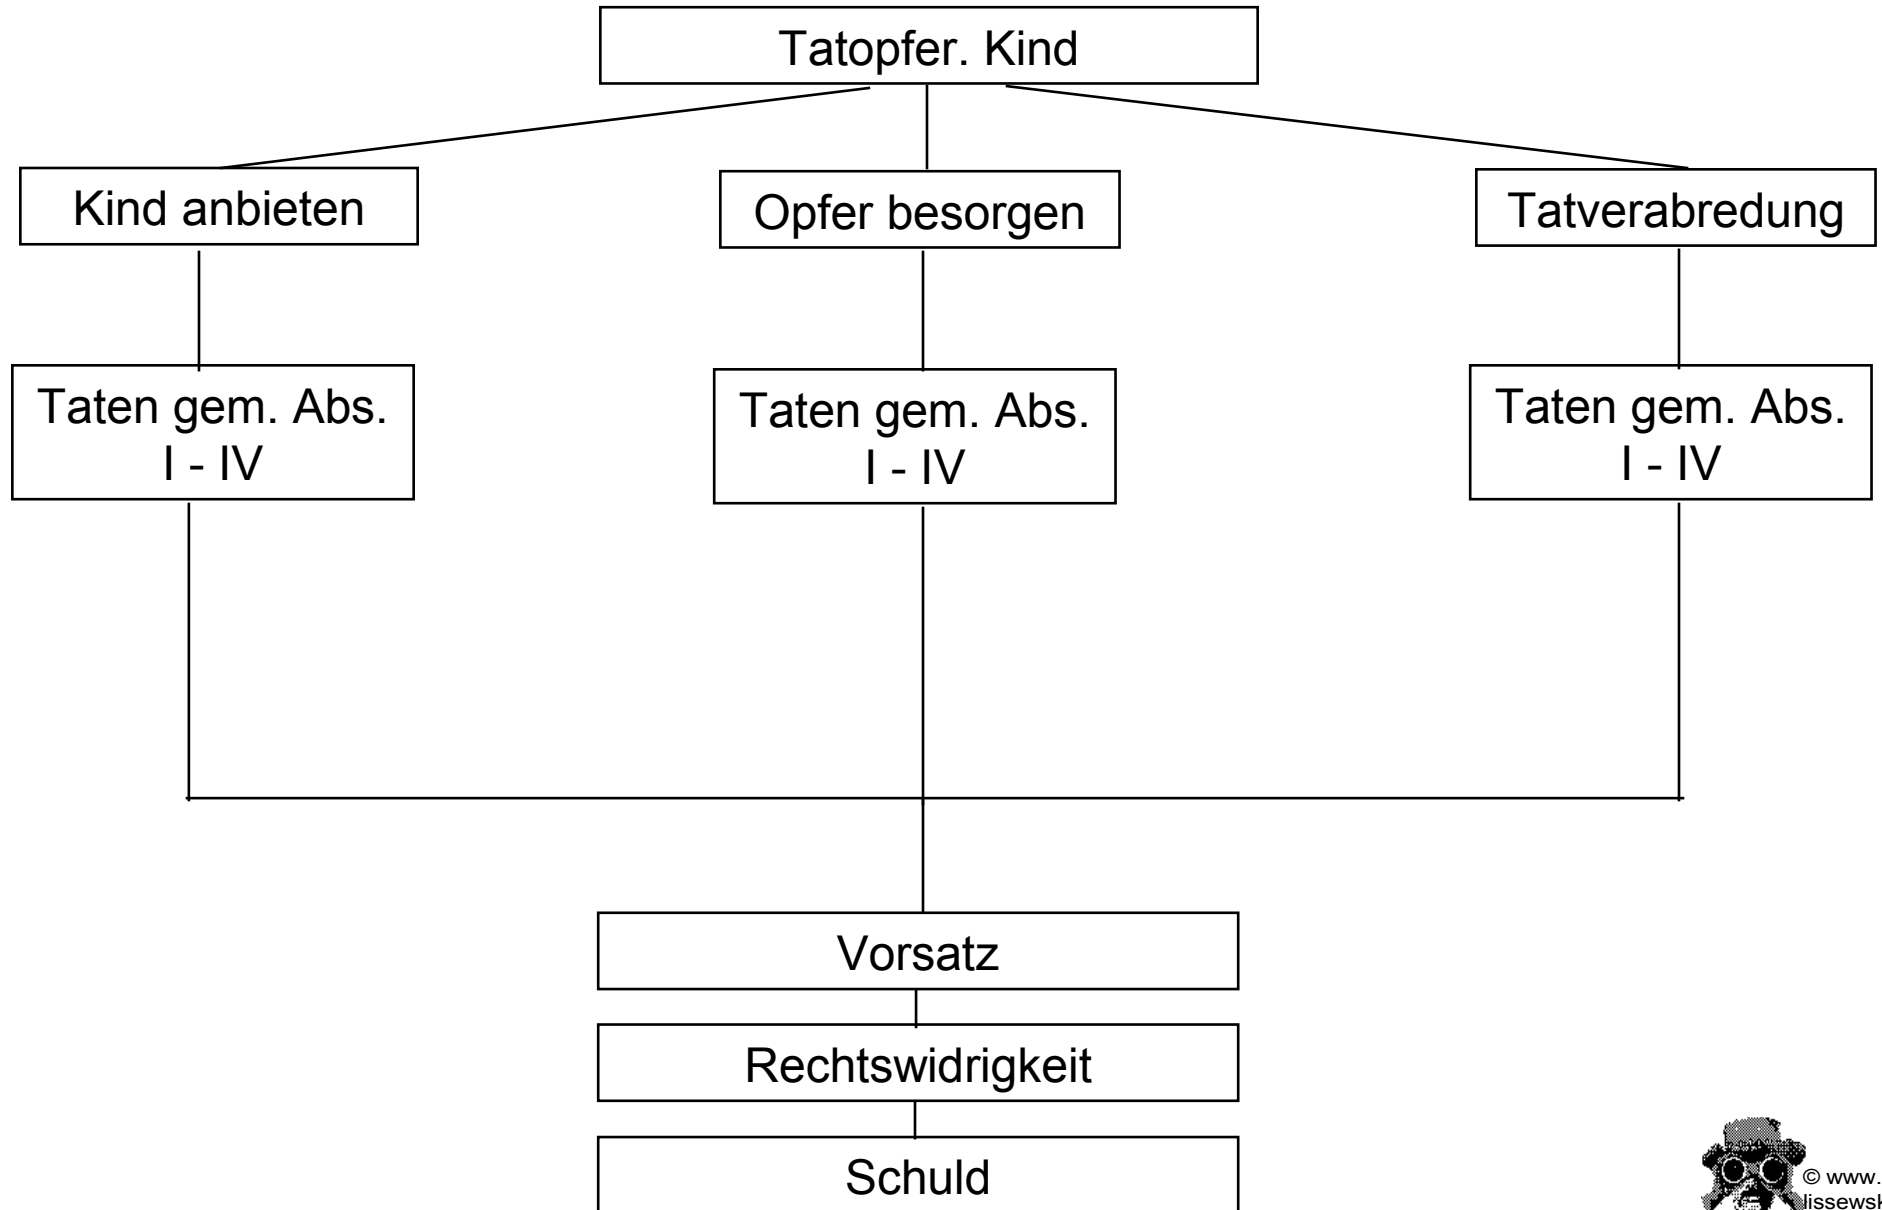 Tatopfer. Kind
Kind anbieten
Opfer besorgen
Tatverabredung
Taten gem. Abs.
I - IV
Taten gem. Abs.
I - IV
Taten gem. Abs.
I - IV
Vorsatz
Rechtswidrigkeit
Schuld
© www.